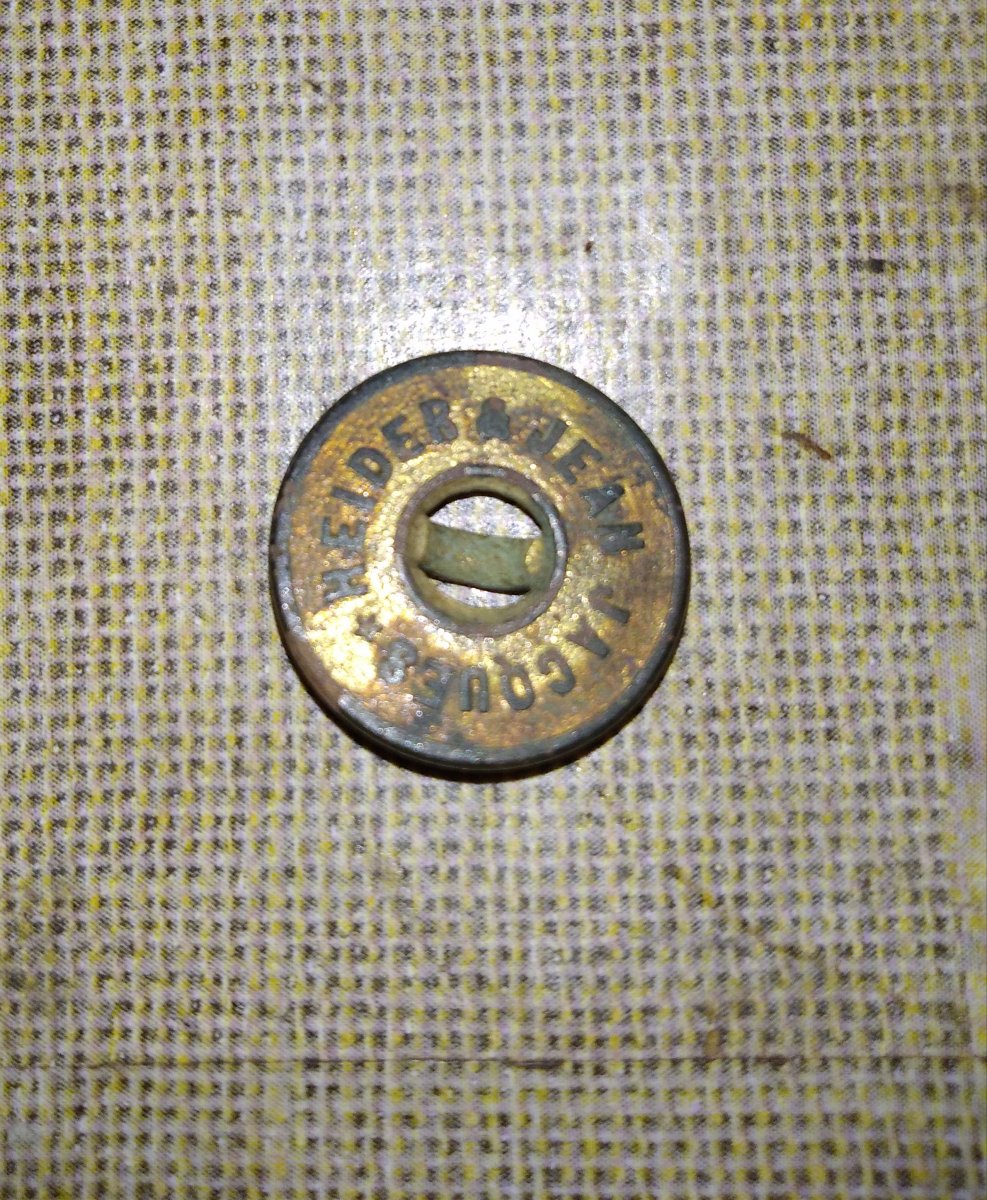 HEIDER & JEAN JACQUES ★